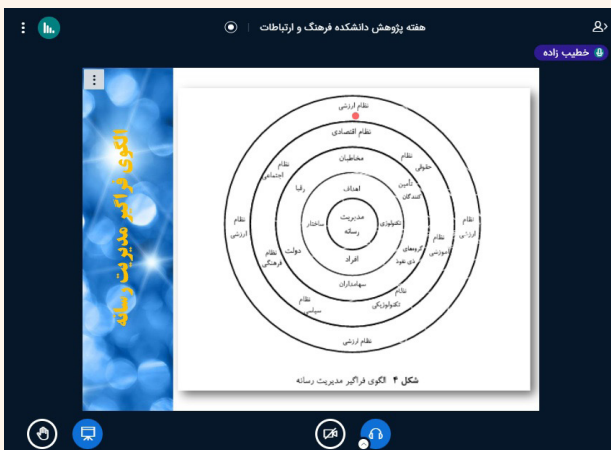 هفته پژوهش دانشکده فرهنگ و ارتباطات
خطیب زاده
الگوی فراگیر مدیریت رسانه
نظام ارزشی
نظام اقتصادی
مخاطبان
نظام
حقوقی
نظام
اجتماعی
رقبا
اهداف
تأمین
کنندگان
مدیریت
رسانه
تکنولوژی
ساختار
افراد
نظام
ارزشی
نظام
ارزشی
نظام
آموزشی
گروه‌های
ذی نفوذ
دولت
نظام
فرهنگی
سهامداران
نظام
تکنولوژیکی
نظام
سیاسی
نظام ارزشی
شکل ۴ الگوی فراگیر مدیریت رسانه